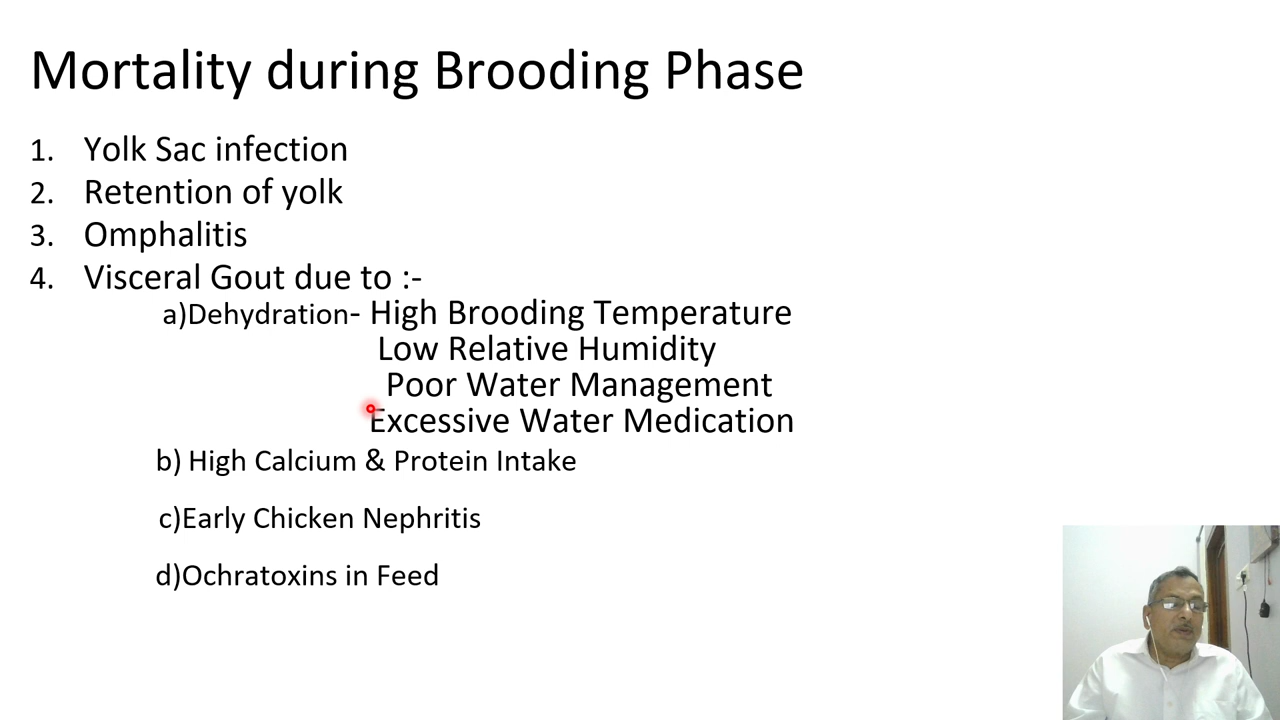 Mortality during Brooding Phase
1. Yolk Sac infection
2. Retention of yolk
3. Omphalitis
4. Visceral Gout due to :-
a)Dehydration- High Brooding Temperature
Low Relative Humidity
Poor Water Management
Excessive Water Medication
b) High Calcium & Protein Intake
c)Early Chicken Nephritis
d)Ochratoxins in Feed